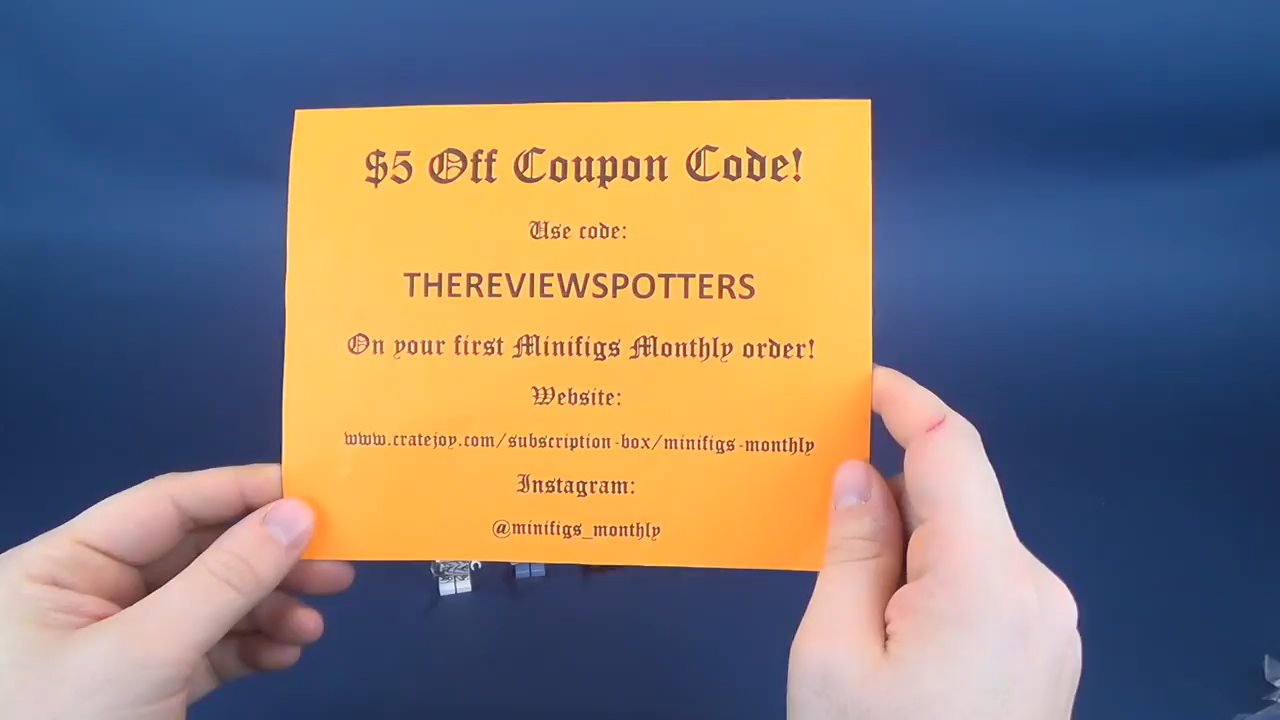 $5 Off Coupon Code!
Use code:
THEREVIEWSPOTTERS
On your first Minifigs Monthly order!
Website:
www.cratejoy.com/subscription-box/minifigs-monthly
Instagram:
@minifigs_monthly